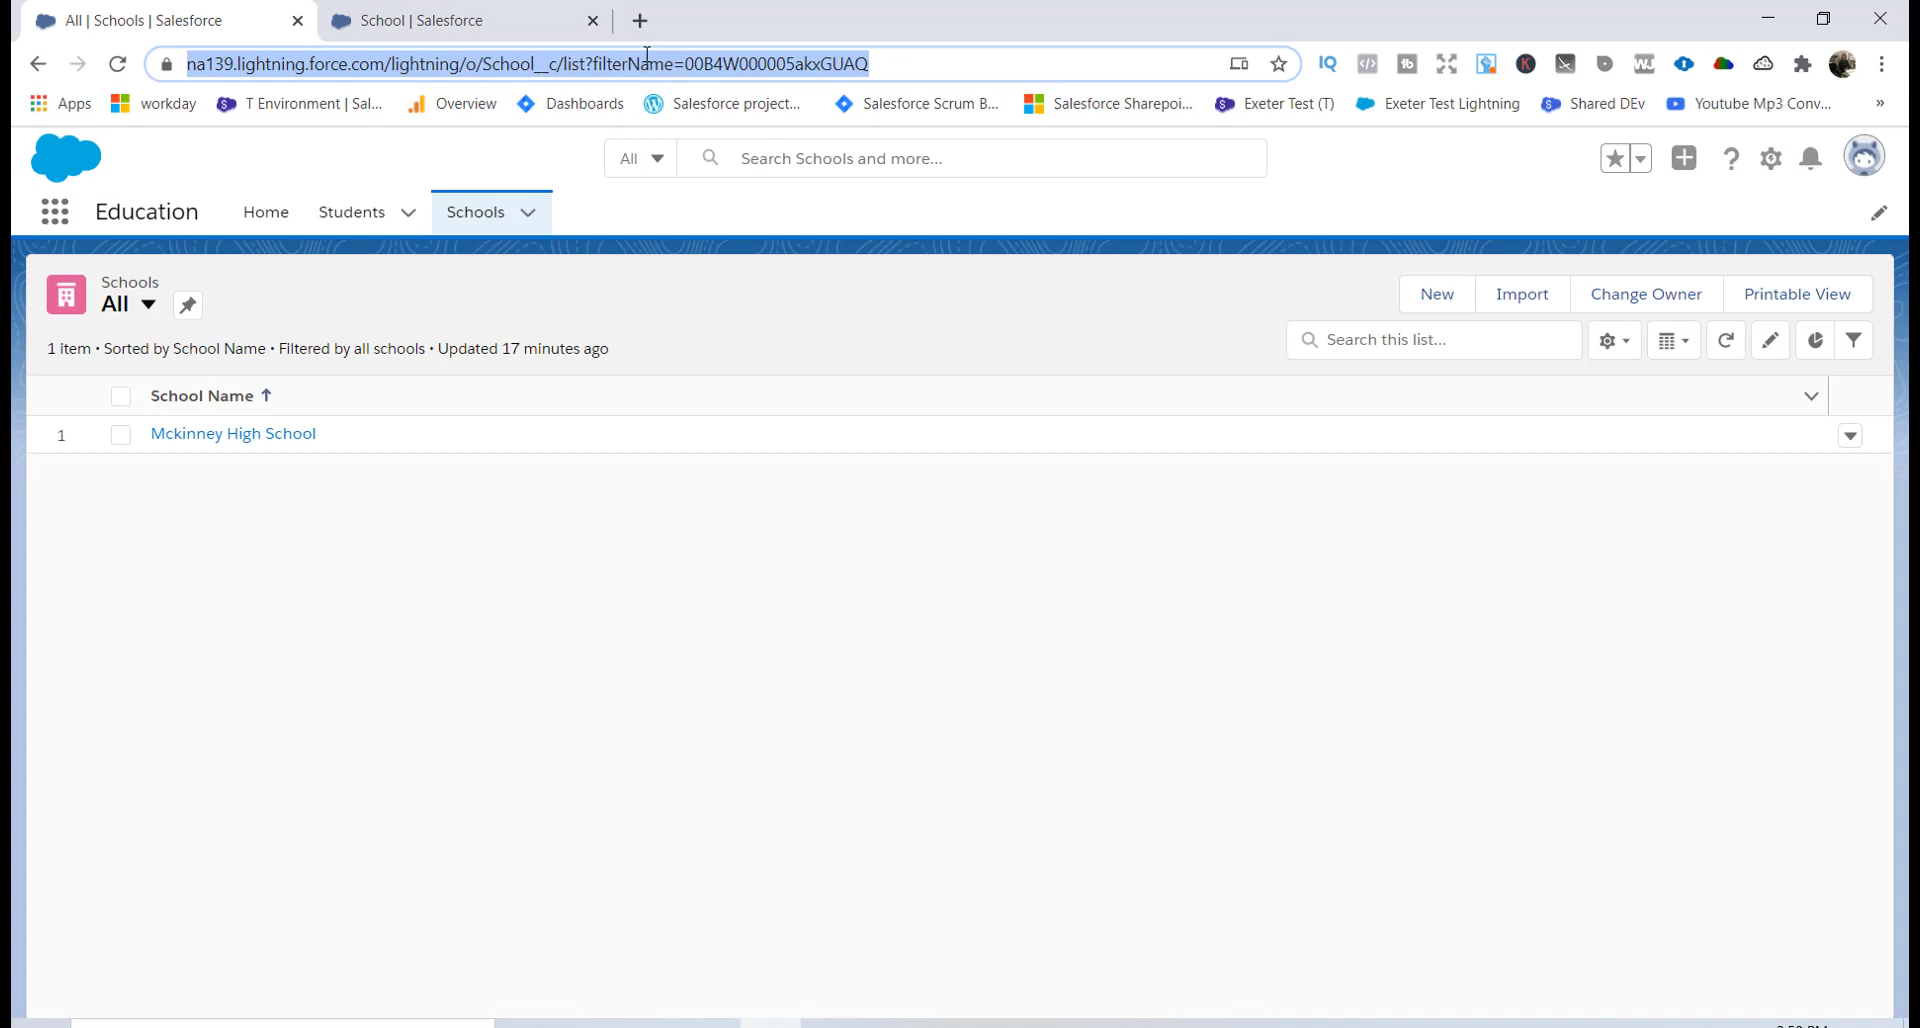 All | Schools | Salesforce
School | Salesforce
na139.lightning.force.com/lightning/o/School__c/list?filterName=00B4W000005akxGUAQ
IQ
tb
K
WJ
Apps
workday
T Environment | Sal...
Overview
Dashboards
Salesforce project...
Salesforce Scrum B...
Salesforce Sharepoi...
Exeter Test (T)
Exeter Test Lightning
Shared DEv
Youtube Mp3 Conv...
»
All
Search Schools and more...
Education
Home
Students
Schools
Schools
All
New
Import
Change Owner
Printable View
1 item • Sorted by School Name • Filtered by all schools • Updated 17 minutes ago
Search this list...
School Name
1
Mckinney High School